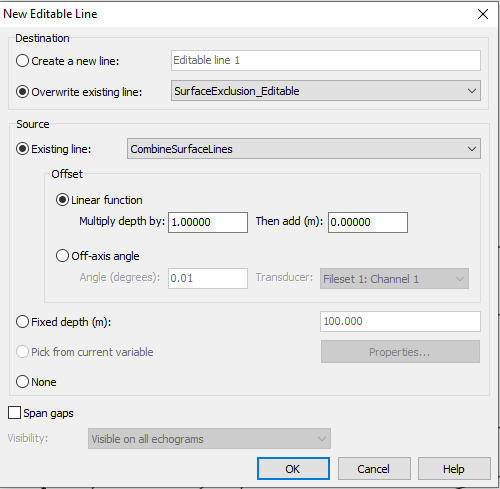 New Editable Line
Destination
Create a new line: Editable line 1
Overwrite existing line: SurfaceExclusion_Editable
Source
Existing line: CombineSurfaceLines
Offset
Linear function
Multiply depth by: 1.00000 Then add (m): 0.00000
Off-axis angle
Angle (degrees): 0.01 Transducer: Fileset 1: Channel 1
Fixed depth (m): 100.000
Pick from current variable Properties...
None
Span gaps
Visibility: Visible on all echograms
OK Cancel Help